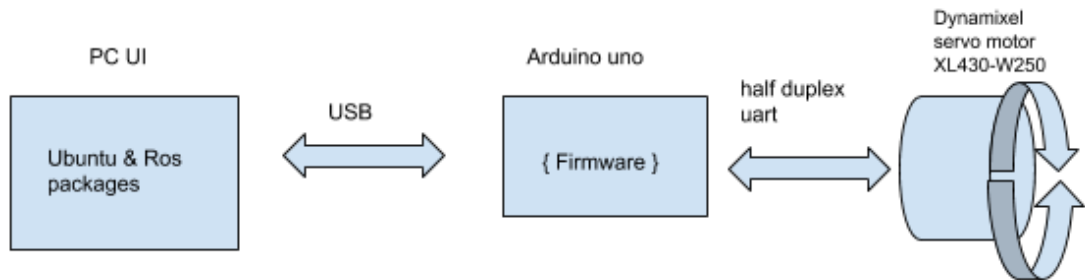 PC UI
Ubuntu & Ros
packages
USB
Arduino uno
{ Firmware }
half duplex
uart
Dynamixel
servo motor
XL430-W250